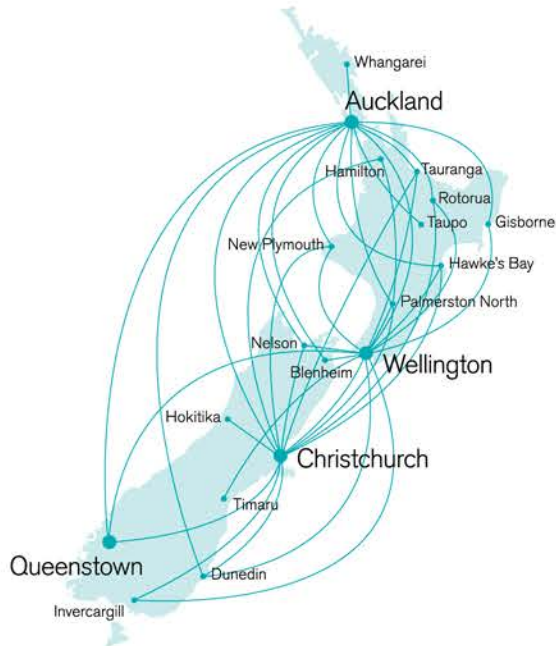 Whangarei
Auckland
Hamilton
Tauranga
Rotorua
Taupo
Gisborne
New Plymouth
Hawke's Bay
Palmerston North
Nelson
Wellington
Blenheim
Hokitika
Christchurch
Timaru
Queenstown
Dunedin
Invercargill